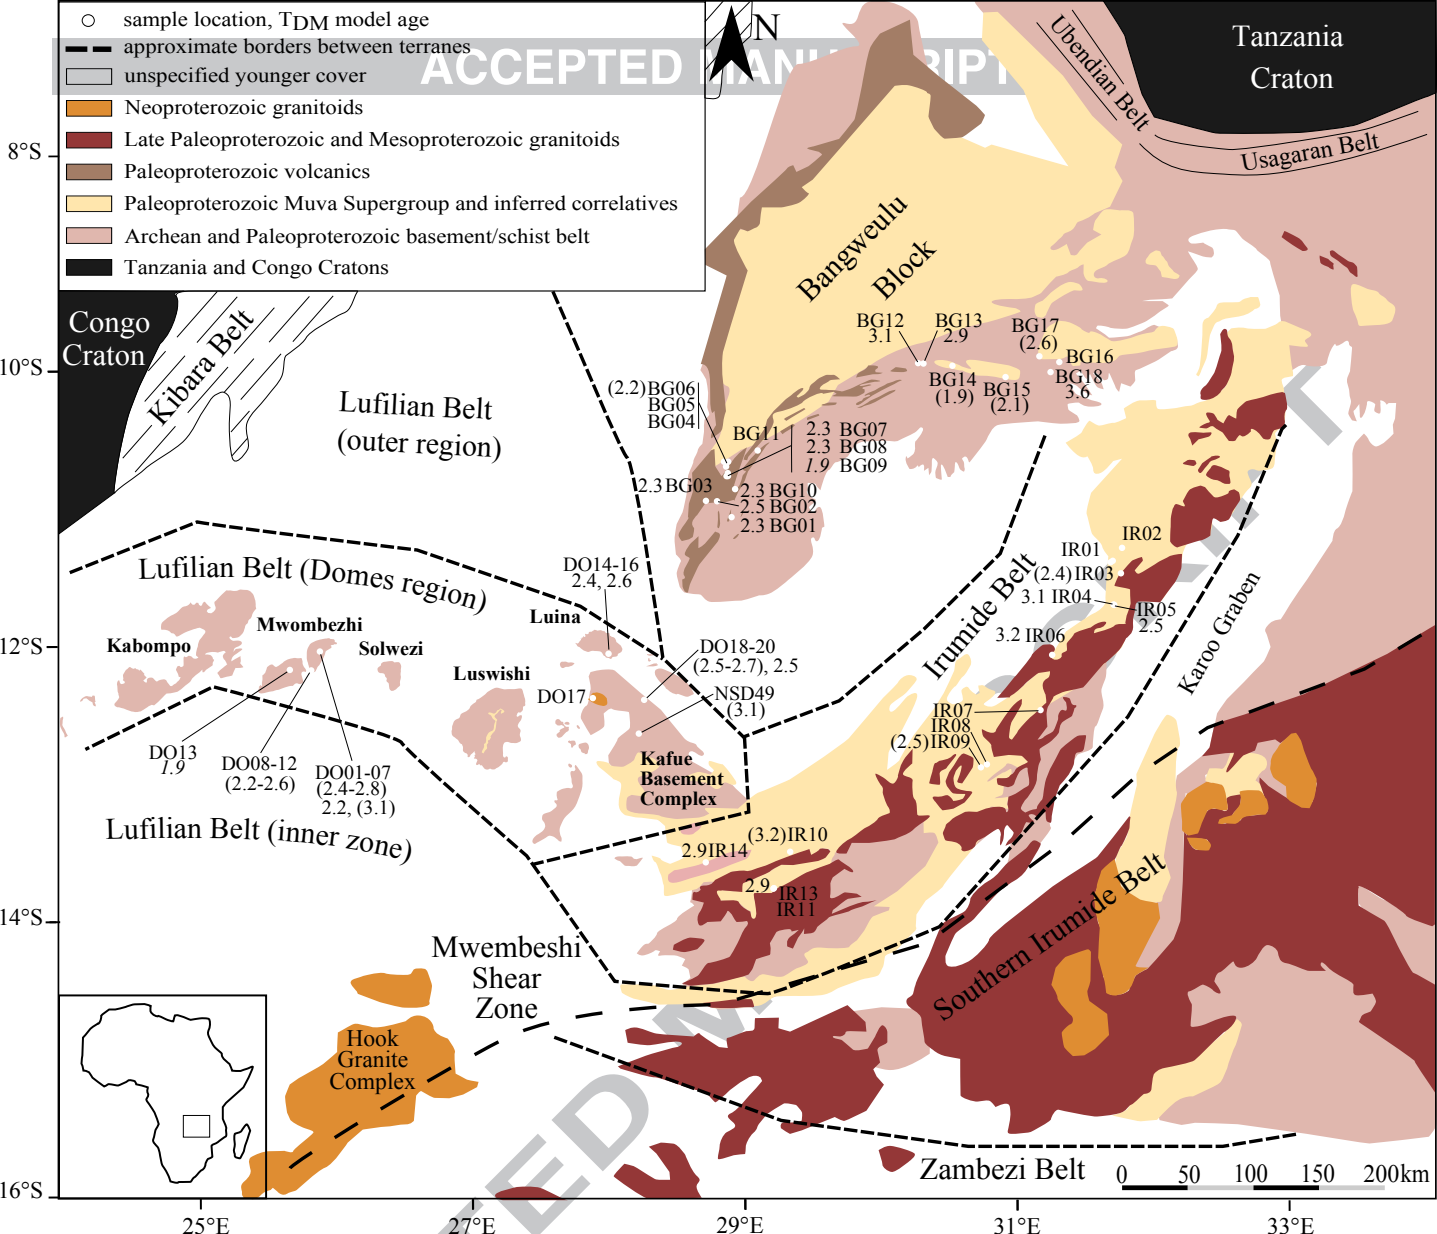 sample location, TDM model age
approximate borders between terranes
unspecified younger cover
Neoproterozoic granitoids
Late Paleoproterozoic and Mesoproterozoic granitoids
Paleoproterozoic volcanics
Paleoproterozoic Muva Supergroup and inferred correlatives
Archean and Paleoproterozoic basement/schist belt
Tanzania and Congo Cratons
ACCEPTED MANUSCRIPT
N
Tanzania
Craton
Ubendian Belt
Usagaran Belt
8°S
10°S
12°S
14°S
16°S
Congo
Craton
Kibara Belt
Lufilian Belt
(outer region)
Bangweulu
Block
BG12
3.1
BG13
2.9
BG17
(2.6)
BG16
BG18
3.6
BG14
(1.9)
BG15
(2.1)
(2.2)BG06
BG05
BG04
BG11
2.3 BG07
2.3 BG08
1.9 BG09
2.3BG03
2.3BG10
2.5 BG02
2.3 BG01
Lufilian Belt (Domes region)
DO14-16
2.4, 2.6
Luina
Kabompo
Mwombezhi
Solwezi
Luswishi
DO17
DO18-20
(2.5-2.7), 2.5
NSD49
(3.1)
DO13
1.9
DO08-12
(2.2-2.6)
DO01-07
(2.4-2.8)
2.2, (3.1)
Kafue
Basement
Complex
Lufilian Belt (inner zone)
Irumide Belt
IR02
IR01
(2.4)IR03
3.1 IR04
IR05
2.5
3.2 IR06
Karoo Graben
IR07
IR08
(2.5)IR09
(3.2)IR10
2.9IR14
2.9
IR13
IR11
Mwembeshi
Shear
Zone
Southern Irumide Belt
Hook
Granite
Complex
Zambezi Belt
0 50 100 150 200km
25°E 27°E 29°E 31°E 33°E